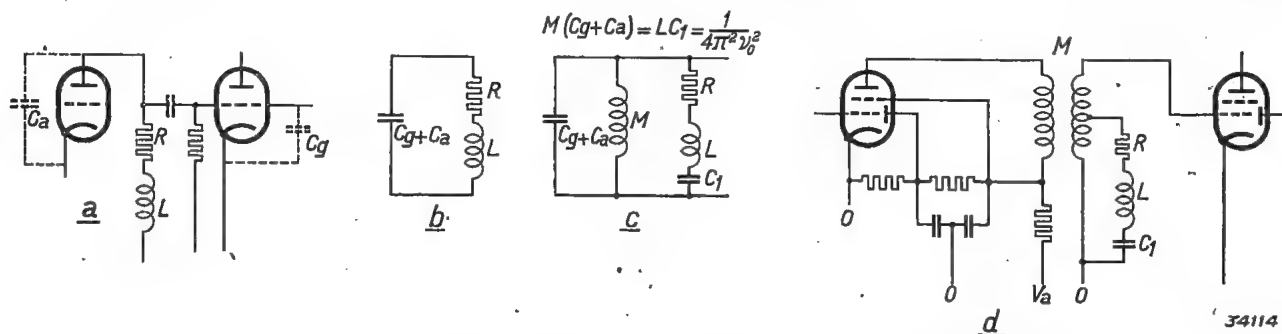 M(Cg+Ca)=LC1=1/4π²ν0²
Ca
R
L
Cg
a
Cg+Ca
R
L
b
Cg+Ca
M
R
L
C1
c
M
R
L
C1
0
0
Va
0
d
34114